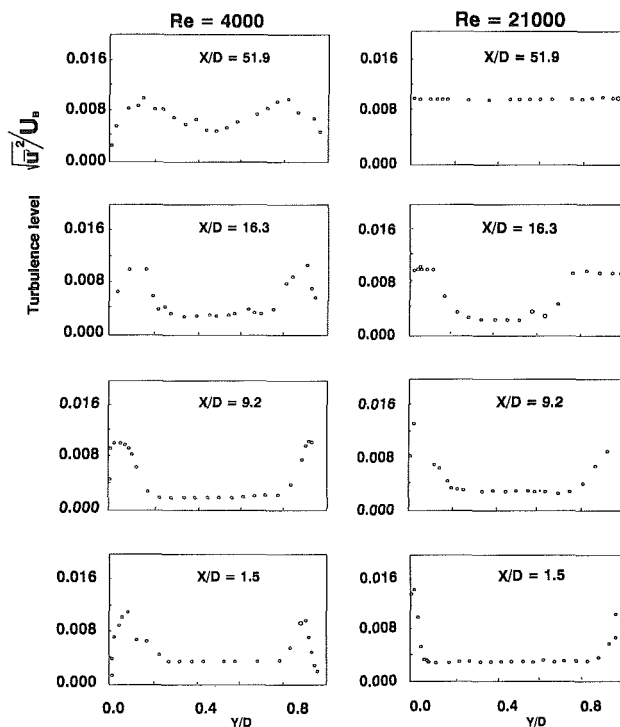 Re = 4000
Re = 21000
0.016
X/D = 51.9
0.008
0.000
0.016
X/D = 51.9
0.008
0.000
√u̅²/U_B
Turbulence level
0.016
X/D = 16.3
0.008
0.000
0.016
X/D = 16.3
0.008
0.000
0.016
X/D = 9.2
0.008
0.000
0.016
X/D = 9.2
0.008
0.000
0.016
X/D = 1.5
0.008
0.000
0.016
X/D = 1.5
0.008
0.000
0.0 0.4 0.8
Y/D
0.0 0.4 0.8
Y/D